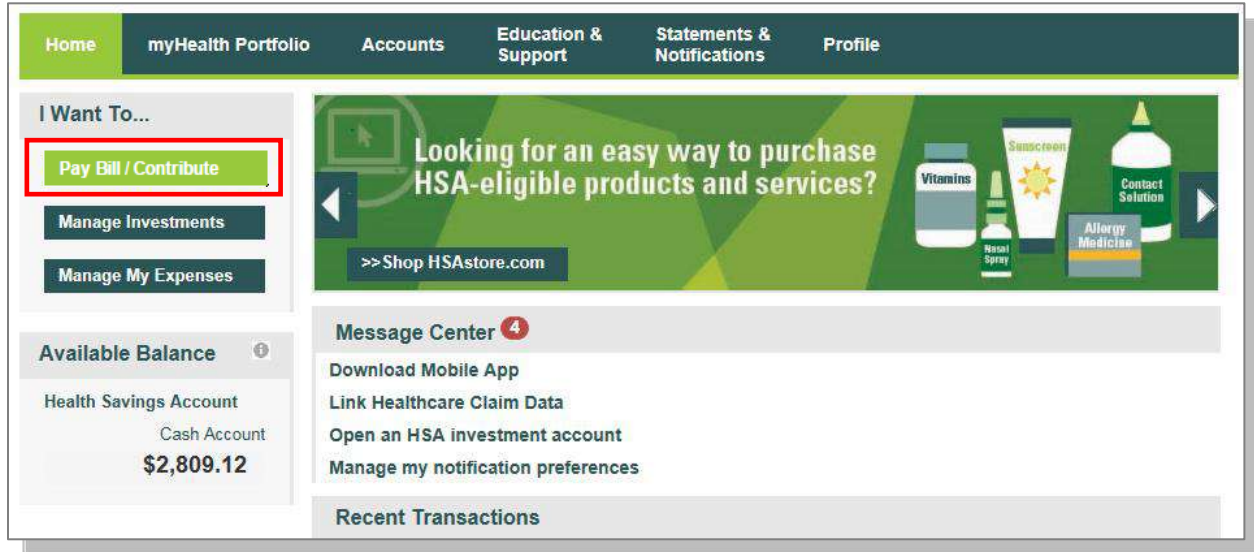 Home
myHealth Portfolio
Accounts
Education &
Support
Statements &
Notifications
Profile
I Want To...
Pay Bill / Contribute
Manage Investments
Manage My Expenses
Available Balance
Health Savings Account
Cash Account
$2,809.12
Looking for an easy way to purchase
HSA-eligible products and services?
>>Shop HSAstore.com
Vitamins
Nasal
Spray
Sunscreen
Allergy
Medicine
Contact
Solution
Message Center 4
Download Mobile App
Link Healthcare Claim Data
Open an HSA investment account
Manage my notification preferences
Recent Transactions